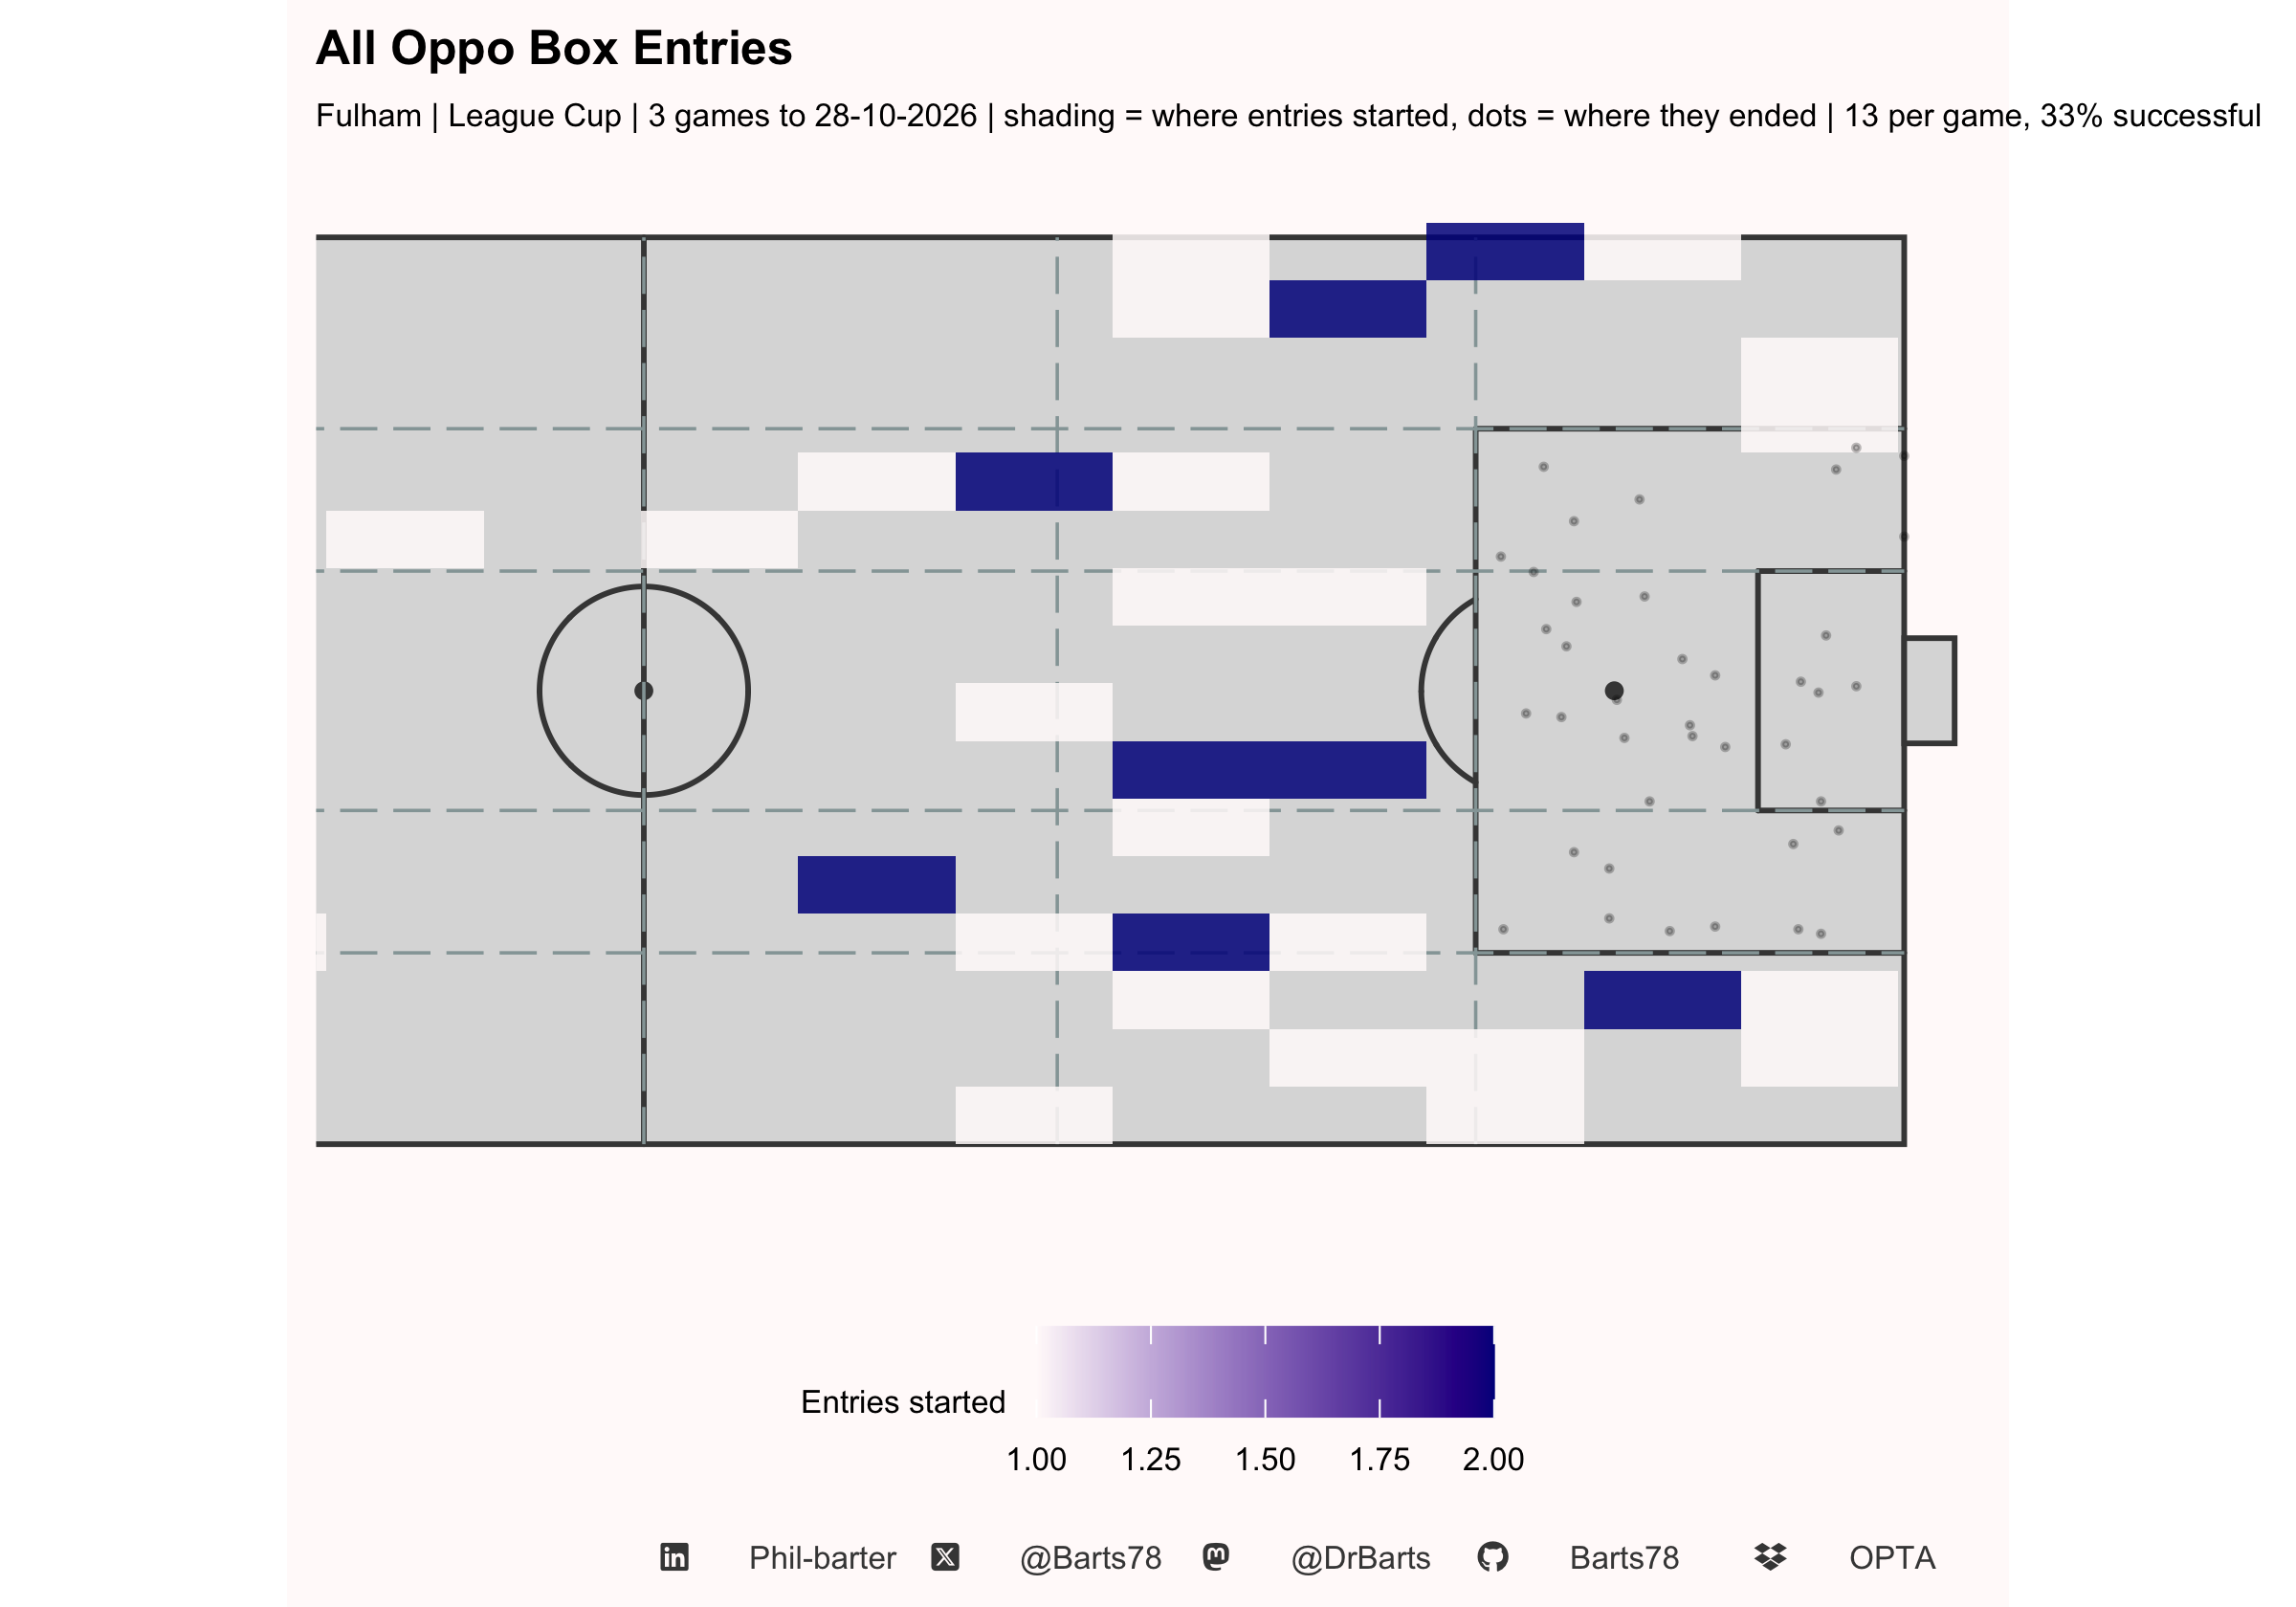 All Oppo Box Entries
Fulham | League Cup | 3 games to 28-10-2026 | shading = where entries started, dots = where they ended | 13 per game, 33% successful
Entries started
1.00 1.25 1.50 1.75 2.00
Phil-barter @Barts78 @DrBarts Barts78 OPTA